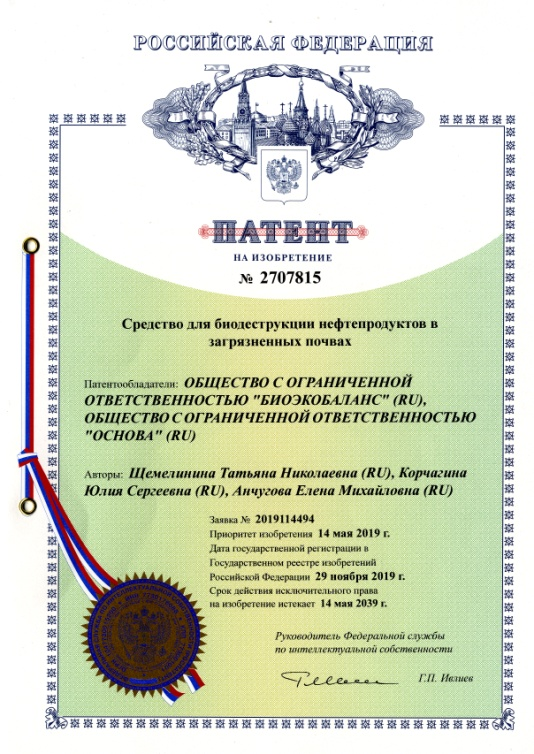 РОССИЙСКАЯ ФЕДЕРАЦИЯ
ПАТЕНТ
НА ИЗОБРЕТЕНИЕ
№ 2707815
Средство для биодеструкции нефтепродуктов в
загрязненных почвах
Патентообладатели: ОБЩЕСТВО С ОГРАНИЧЕННОЙ
ОТВЕТСТВЕННОСТЬЮ "БИОЭКОБАЛАНС" (RU),
ОБЩЕСТВО С ОГРАНИЧЕННОЙ ОТВЕТСТВЕННОСТЬЮ
"ОСНОВА" (RU)
Авторы: Щемелинина Татьяна Николаевна (RU), Корчагина
Юлия Сергеевна (RU), Анчугова Елена Михайловна (RU)
Заявка № 2019114494
Приоритет изобретения 14 мая 2019 г.
Дата государственной регистрации в
Государственном реестре изобретений
Российской Федерации 29 ноября 2019 г.
Срок действия исключительного права
на изобретение истекает 14 мая 2039 г.
Руководитель Федеральной службы
по интеллектуальной собственности
Г.П. Ивлиев